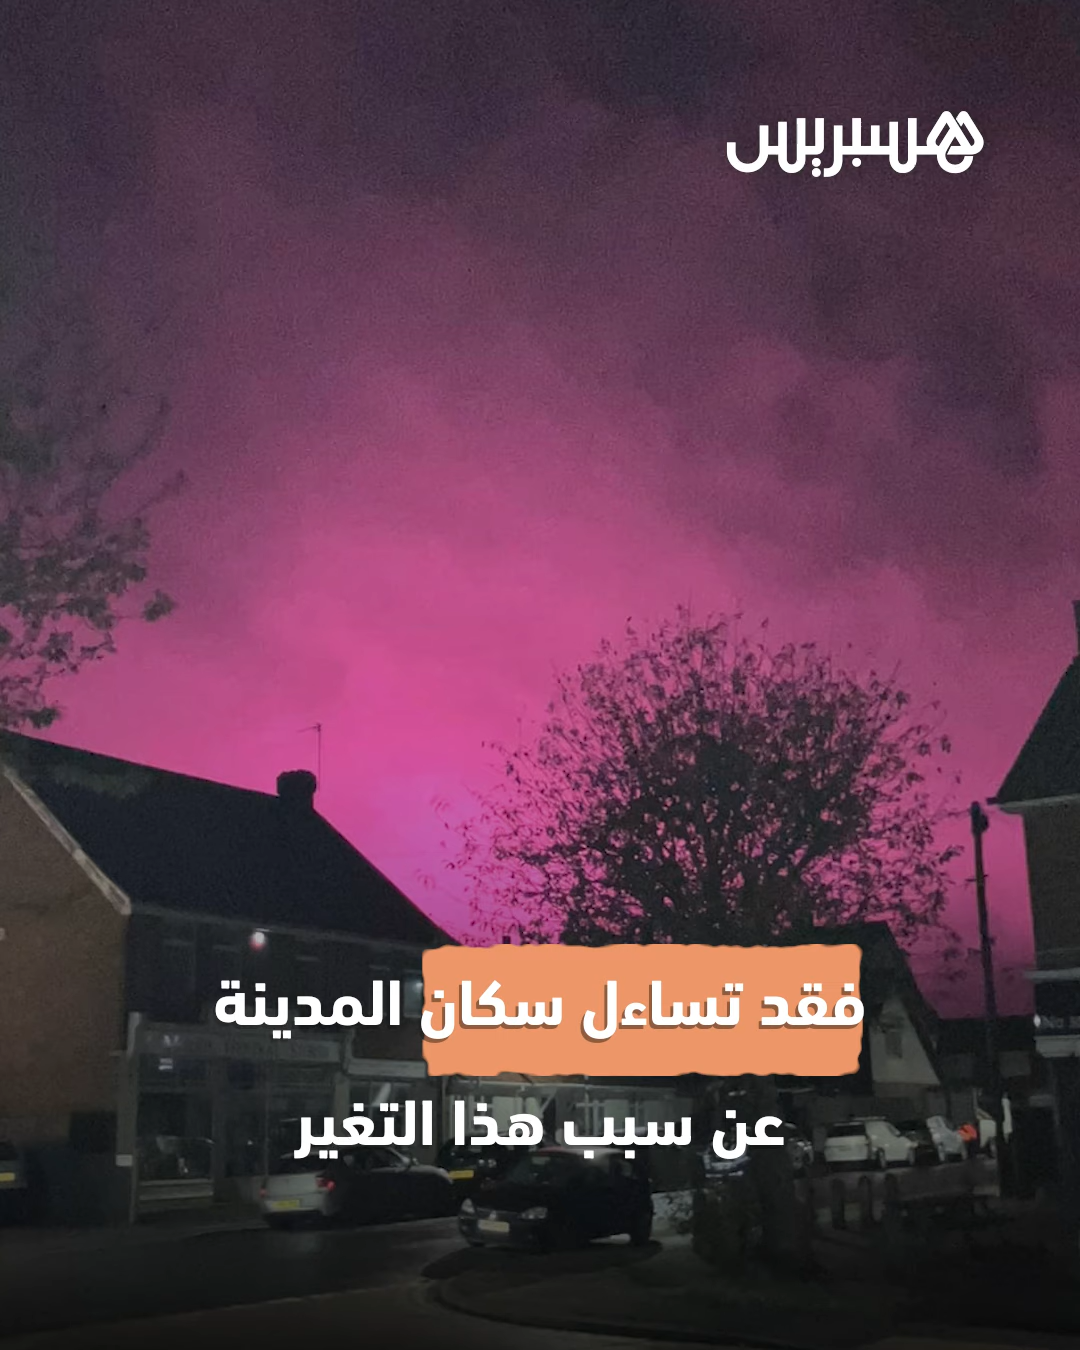 هسبريس
فقد تساءل سكان المدينة
عن سبب هذا التغير